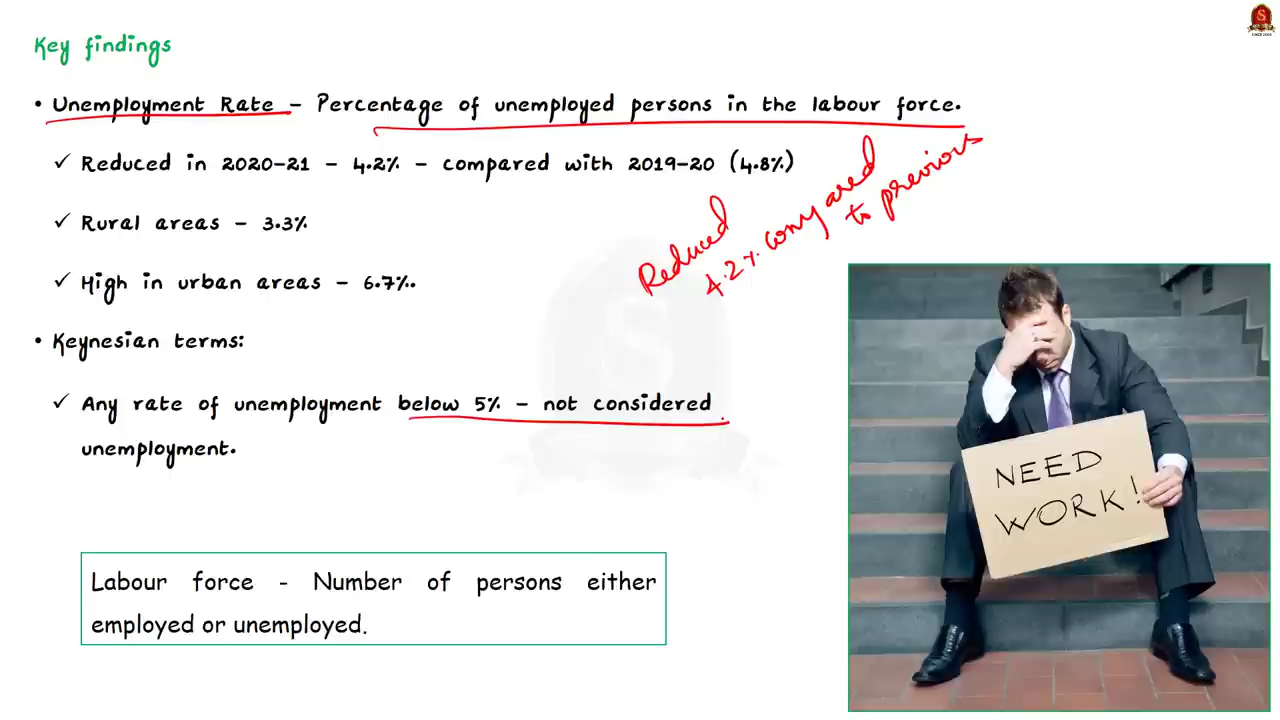 Key findings
• Unemployment Rate – Percentage of unemployed persons in the labour force.
✓ Reduced in 2020-21 – 4.2% – compared with 2019-20 (4.8%)
✓ Rural areas – 3.3%
✓ High in urban areas – 6.7%.
Reduced
4.2% compared
to previous
• Keynesian terms:
✓ Any rate of unemployment below 5% – not considered
unemployment.
NEED
WORK!
Labour force - Number of persons either
employed or unemployed.